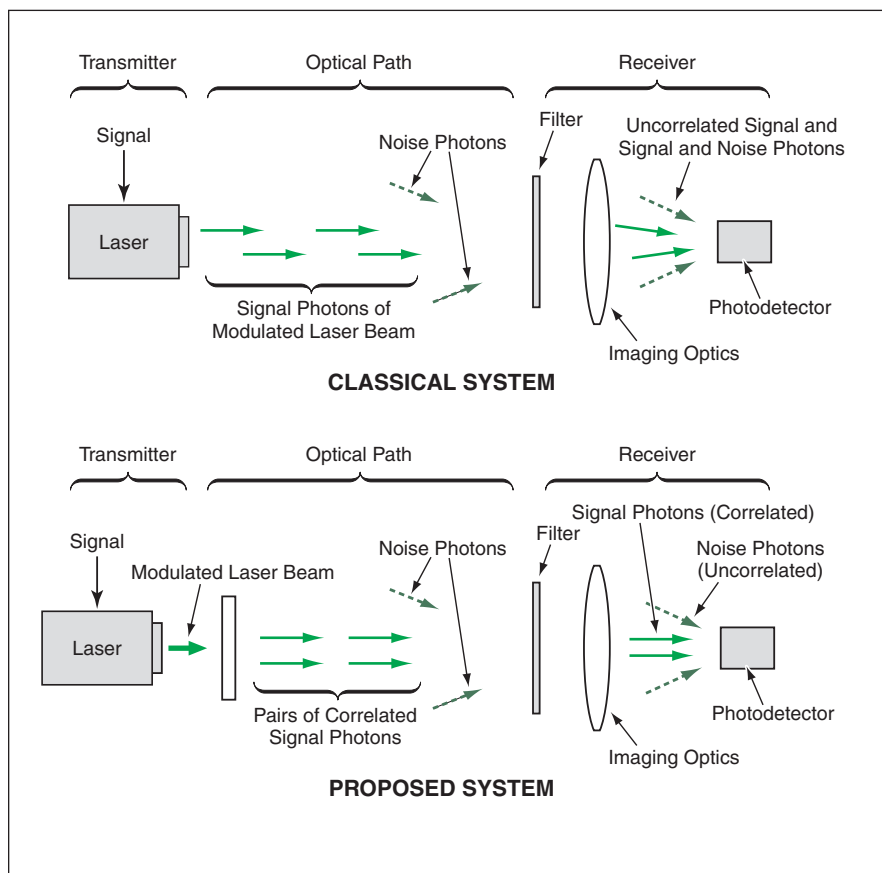 Transmitter
Optical Path
Receiver
Signal
Noise Photons
Filter
Uncorrelated Signal and
Signal and Noise Photons
Laser
Signal Photons of
Modulated Laser Beam
Photodetector
Imaging Optics
CLASSICAL SYSTEM
Transmitter
Optical Path
Receiver
Signal
Modulated Laser Beam
Noise Photons
Filter
Signal Photons (Correlated)
Noise Photons
(Uncorrelated)
Laser
Pairs of Correlated
Signal Photons
Photodetector
Imaging Optics
PROPOSED SYSTEM